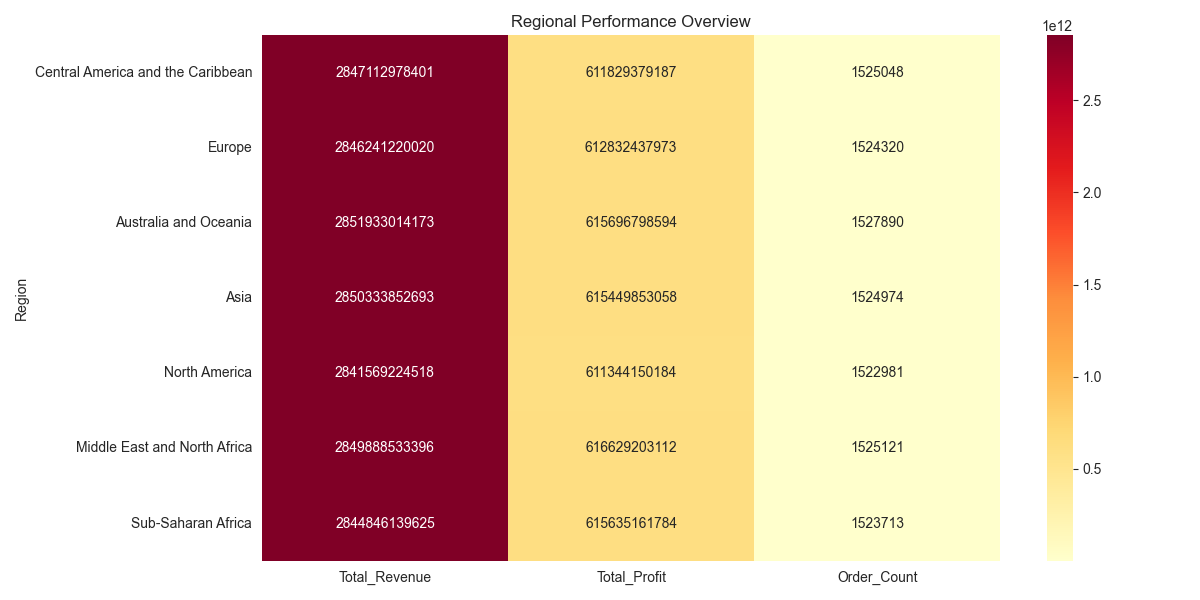 Regional Performance Overview
1e12
Central America and the Caribbean 2847112978401 611829379187 1525048
2.5
Europe 2846241220020 612832437973 1524320
2.0
Australia and Oceania 2851933014173 615696798594 1527890
Region
Asia 2850333852693 615449853058 1524974
1.5
North America 2841569224518 611344150184 1522981
1.0
Middle East and North Africa 2849888533396 616629203112 1525121
0.5
Sub-Saharan Africa 2844846139625 615635161784 1523713
Total_Revenue Total_Profit Order_Count